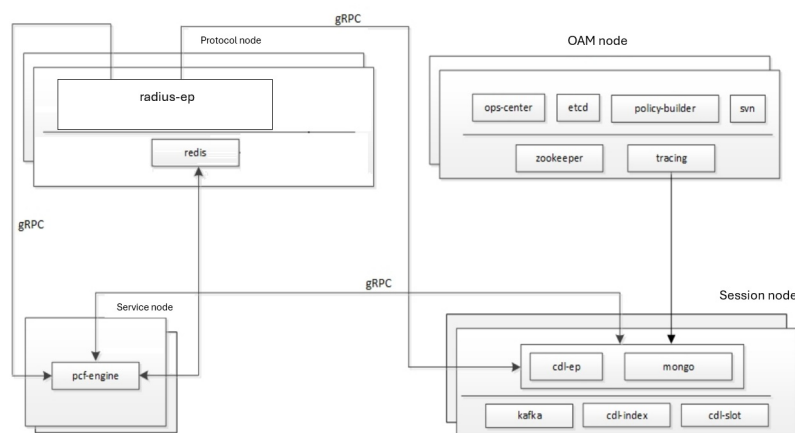 gRPC
Protocol node
OAM node
radius-ep
ops-center
etcd
policy-builder
svn
redis
zookeeper
tracing
gRPC
gRPC
Session node
Service node
pcf-engine
cdl-ep
mongo
kafka
cdl-index
cdl-slot